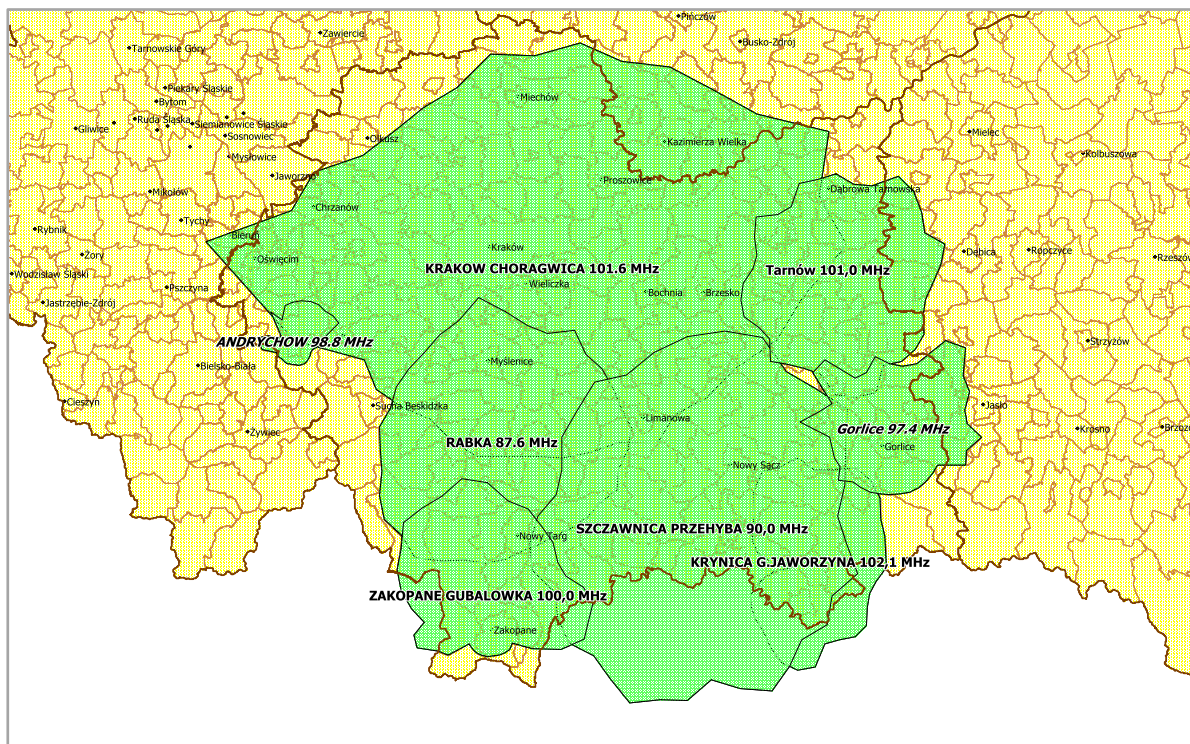 Pińczów
Zawiercie
Busko-Zdrój
Tarnowskie Góry
Piekary Śląskie
Miechów
Bytom
Ruda Śląska
Siemianowice Śląskie
Gliwice
Sosnowiec
Olkusz
Mielec
Kazimierza Wielka
Kolbuszowa
Mysłowice
Jaworzno
Proszowice
Mikołów
Dąbrowa Tarnowska
Chrzanów
Tychy
Rybnik
Bieruń
Kraków
Dębica
Ropczyce
Żory
Oświęcim
Rzeszów
KRAKOW CHORAGWICA 101.6 MHz
Tarnów 101,0 MHz
Wodzisław Śląski
Wieliczka
Pszczyna
Bochnia
Brzesko
Jastrzębie-Zdrój
ANDRYCHOW 98.8 MHz
Strzyżów
Myślenice
Bielsko-Biała
Cieszyn
Sucha Beskidzka
Jasło
Limanowa
Żywiec
Gorlice 97.4 MHz
Krosno
Brzozó
RABKA 87.6 MHz
Gorlice
Nowy Sącz
SZCZAWNICA PRZEHYBA 90,0 MHz
Nowy Targ
KRYNICA G.JAWORZYNA 102,1 MHz
ZAKOPANE GUBALOWKA 100,0 MHz
Zakopane